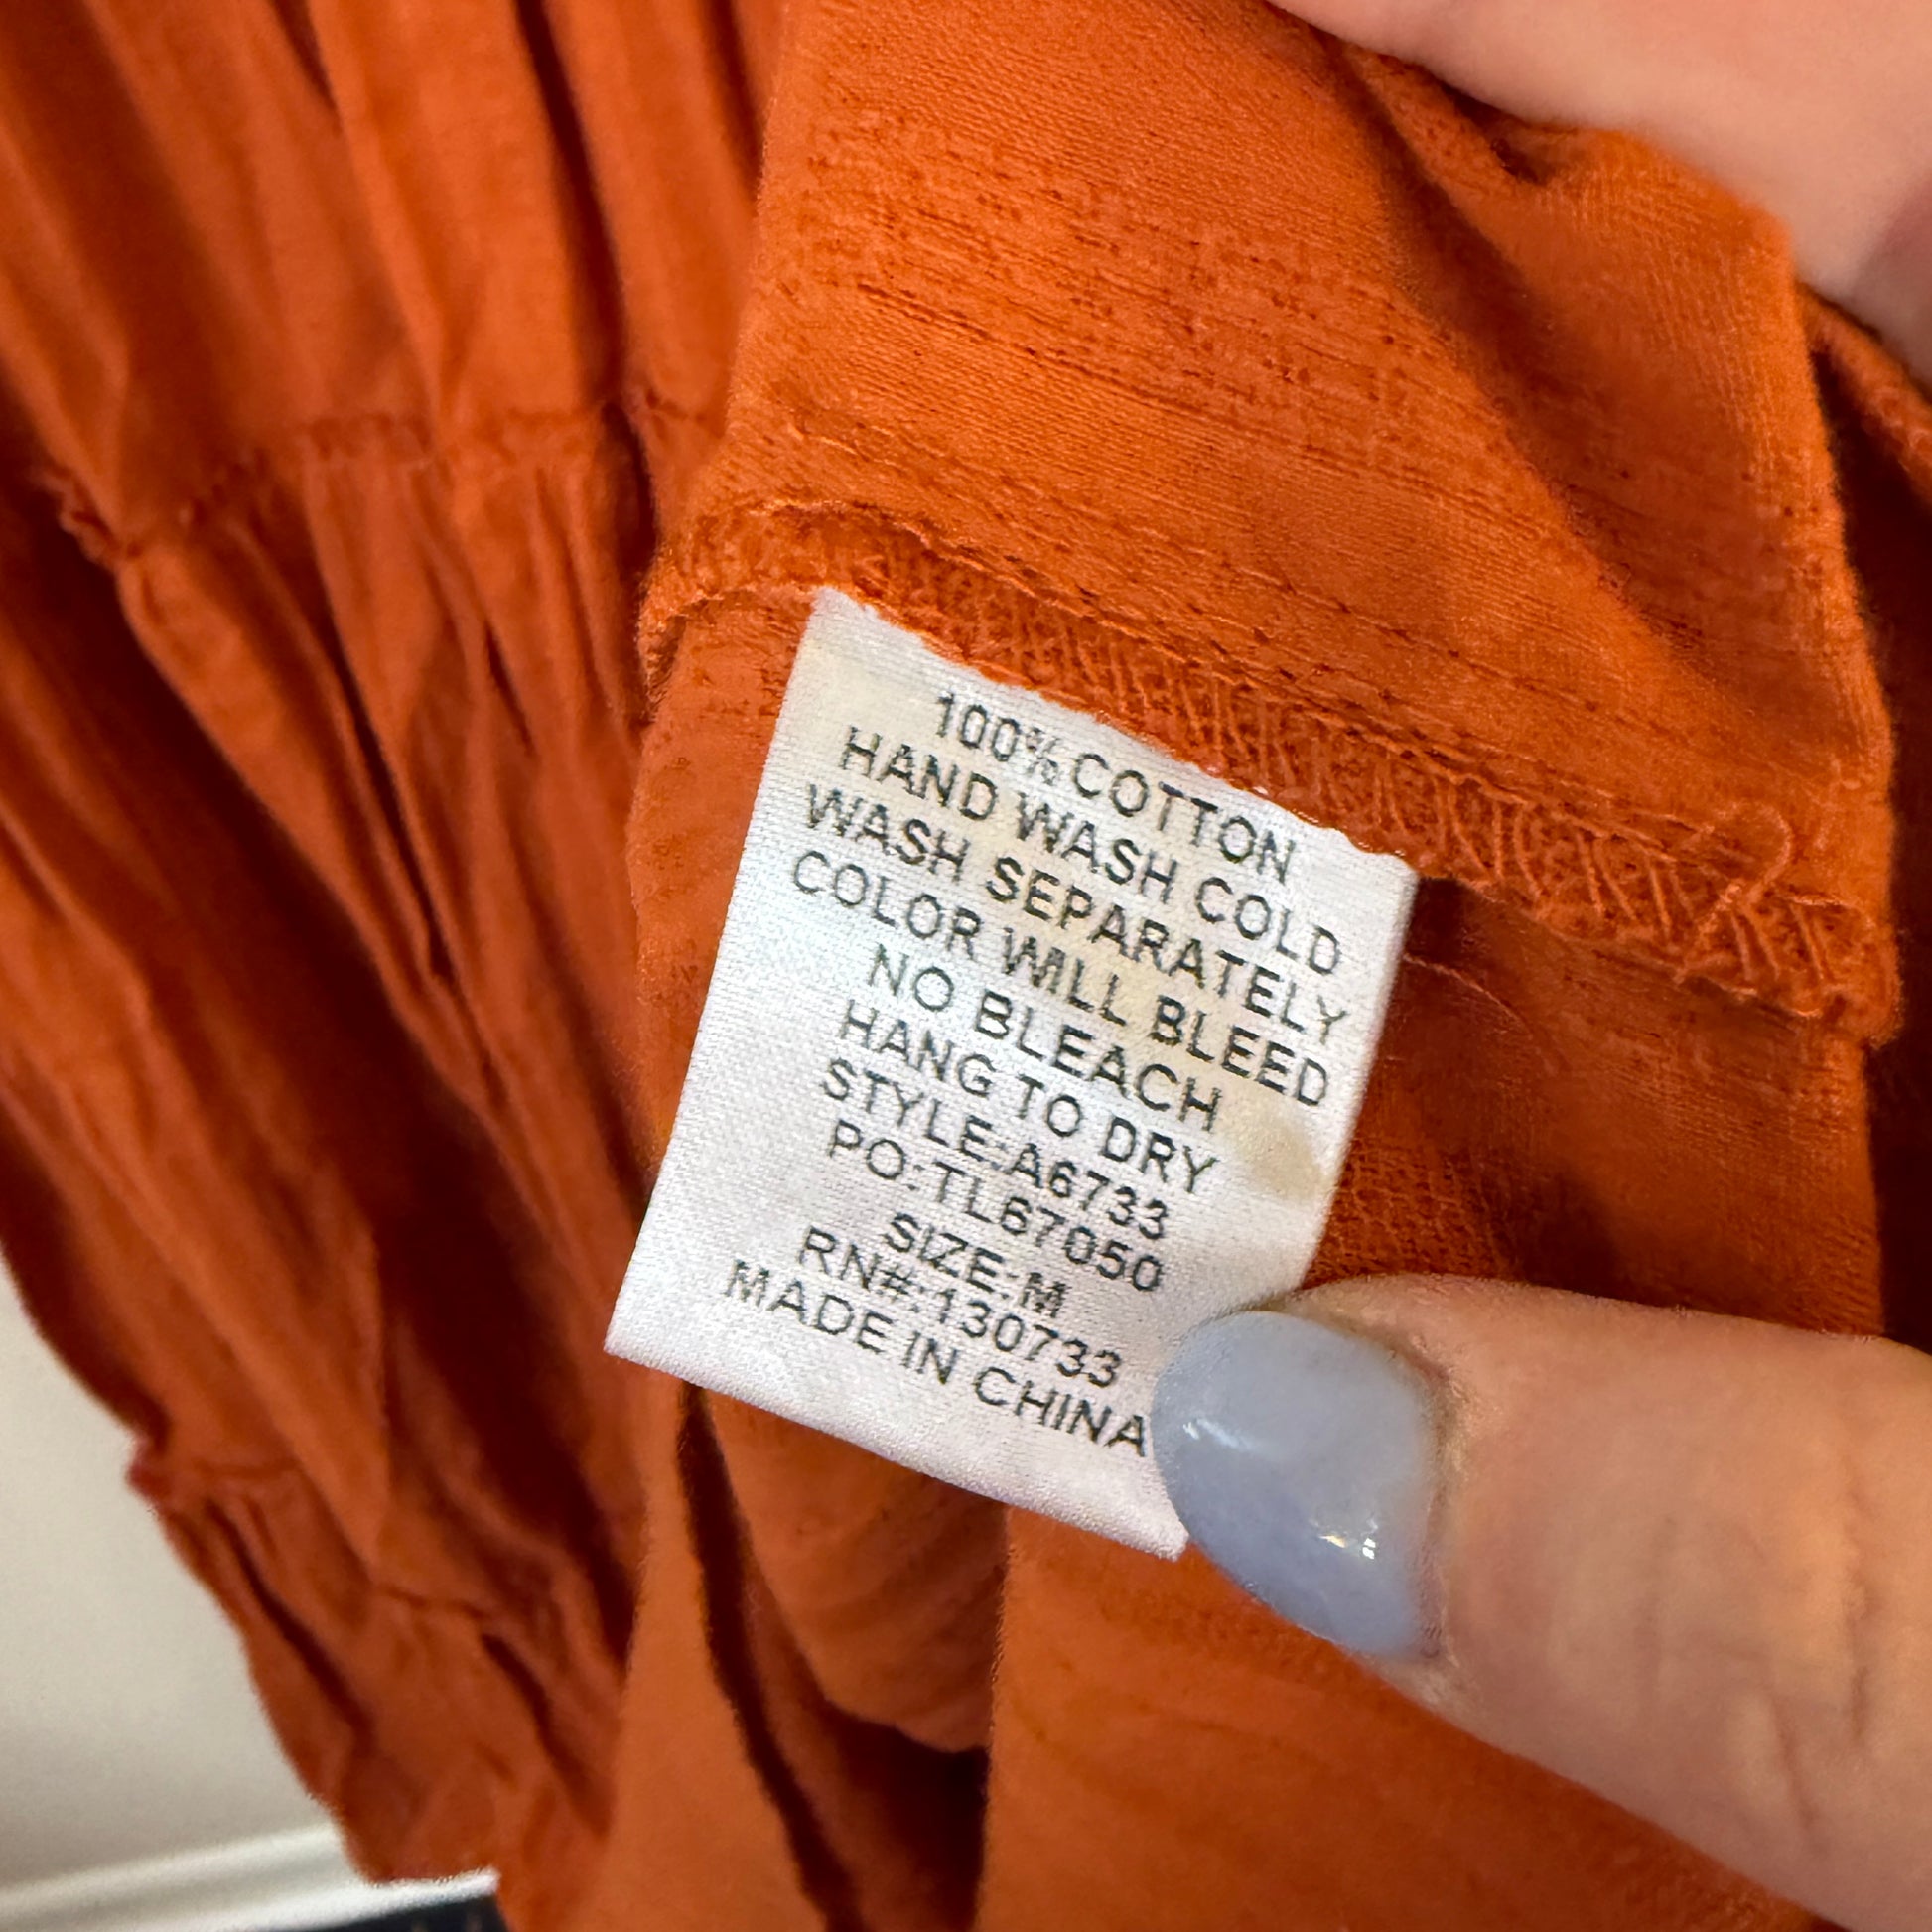 100% COTTON
HAND WASH COLD
WASH SEPARATELY
COLOR WILL BLEED
NO BLEACH
HANG TO DRY
STYLE:A6733
PO:TL67050
SIZE:M
RN#:130733
MADE IN CHINA